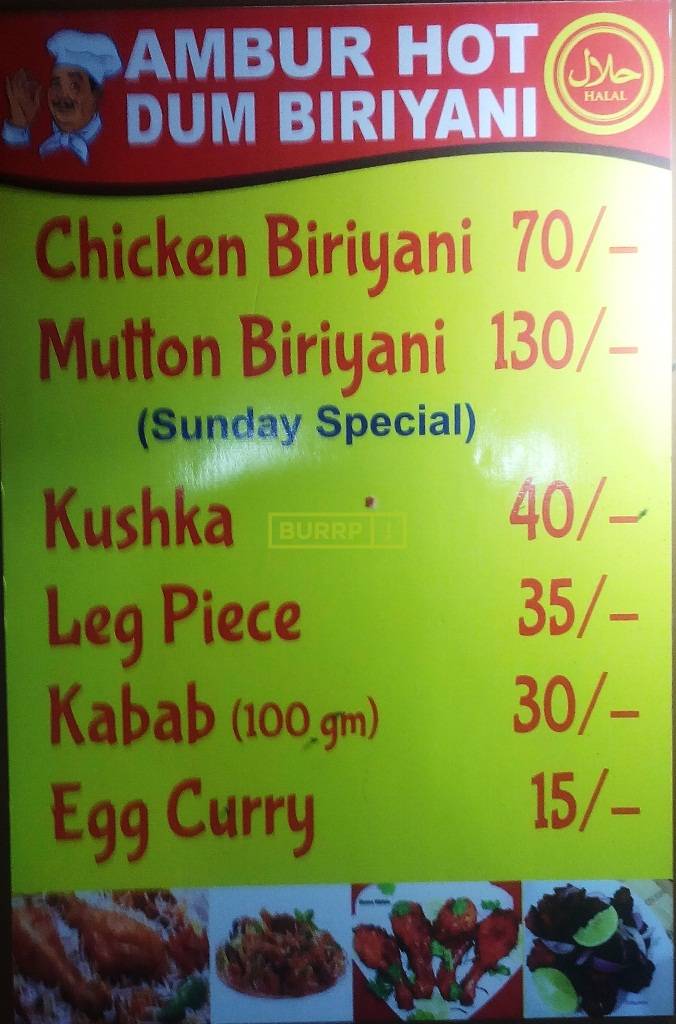 AMBUR HOT
DUM BIRIYANI
حلال
HALAL
Chicken Biriyani 70/-
Mutton Biriyani 130/-
(Sunday Special)
Kushka 40/-
BURRP!
Leg Piece 35/-
Kabab (100 gm) 30/-
Egg Curry 15/-